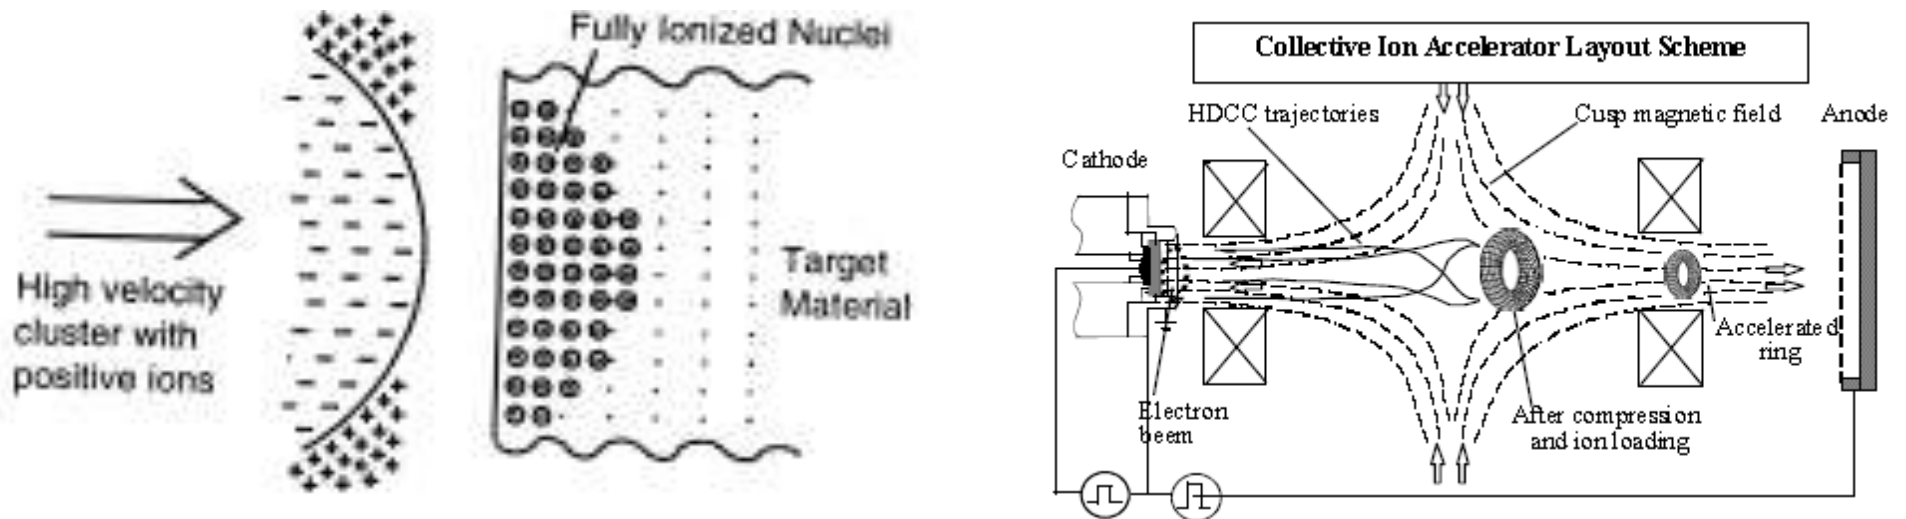 Fully Ionized Nuclei
High velocity
cluster with
positive ions
Target
Material
Collective Ion Accelerator Layout Scheme
HDCC trajectories
Cusp magnetic field
Anode
Cathode
Accelerated
ring
Electron
beem
After compression
and ion loading